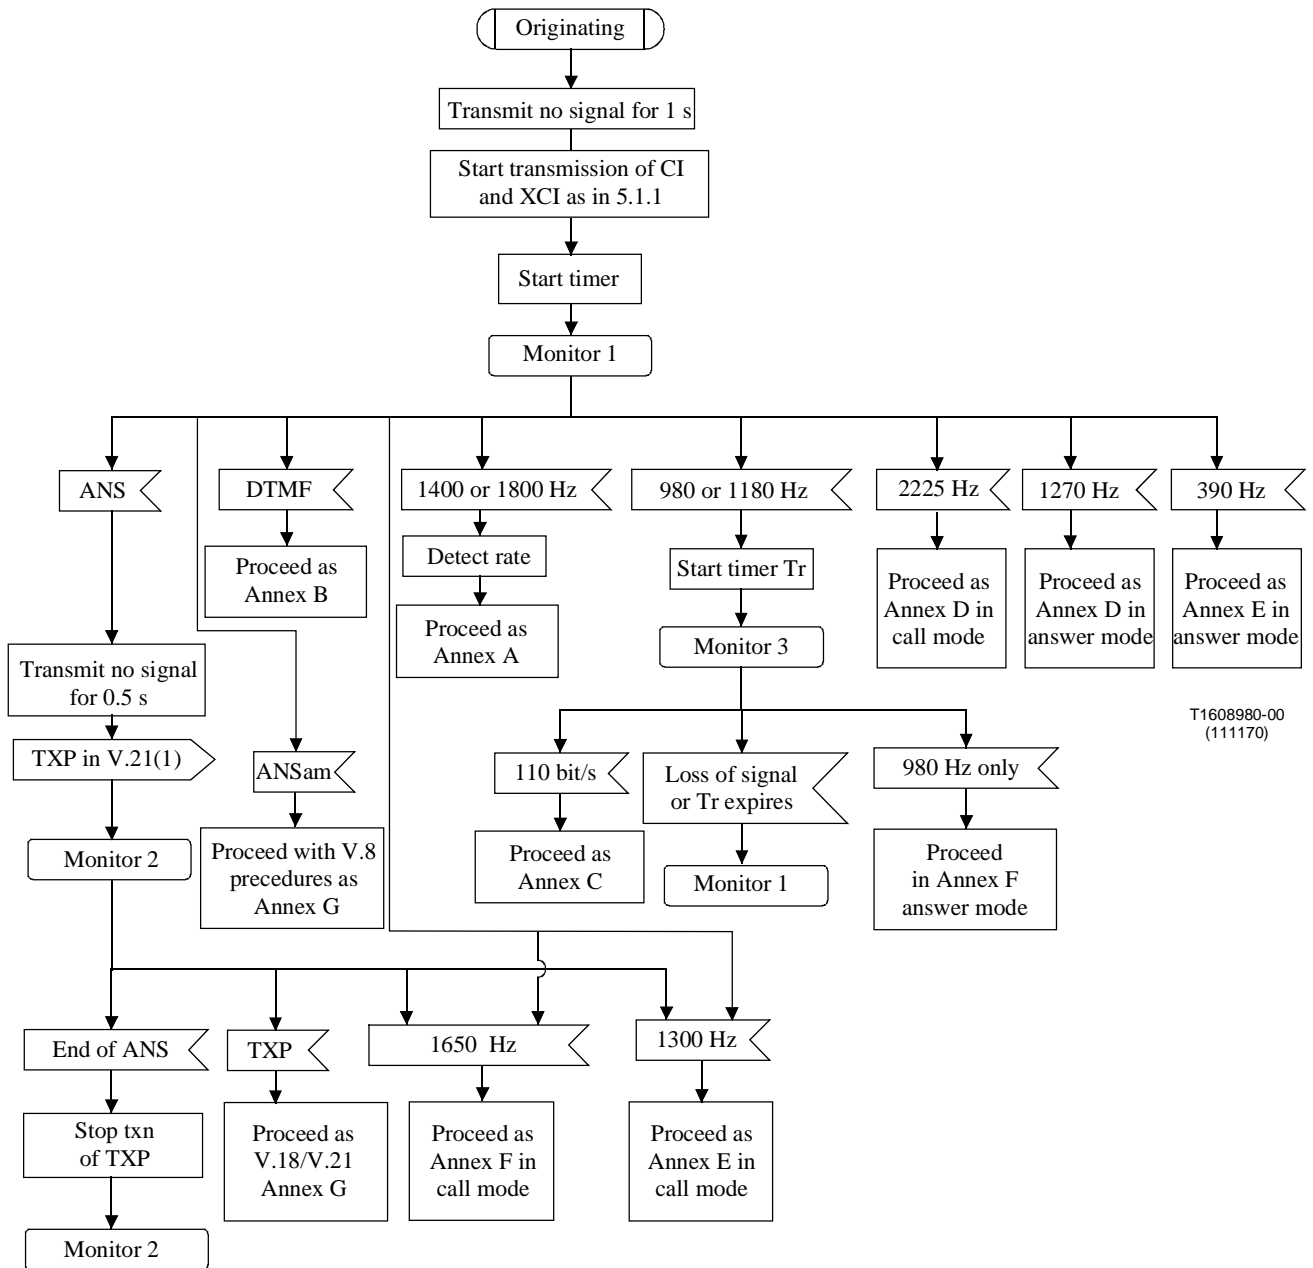 Originating
Transmit no signal for 1 s
Start transmission of CI
and XCI as in 5.1.1
Start timer
Monitor 1
ANS
DTMF
1400 or 1800 Hz
980 or 1180 Hz
2225 Hz
1270 Hz
390 Hz
Proceed as
Annex B
Detect rate
Start timer Tr
Proceed as
Annex D in
call mode
Proceed as
Annex D in
answer mode
Proceed as
Annex E in
answer mode
Proceed as
Annex A
Monitor 3
Transmit no signal
for 0.5 s
T1608980-00
(111170)
TXP in V.21(1)
ANSam
110 bit/s
Loss of signal
or Tr expires
980 Hz only
Monitor 2
Proceed with V.8
precedures as
Annex G
Proceed as
Annex C
Monitor 1
Proceed
in Annex F
answer mode
End of ANS
TXP
1650 Hz
1300 Hz
Stop txn
of TXP
Proceed as
V.18/V.21
Annex G
Proceed as
Annex F in
call mode
Proceed as
Annex E in
call mode
Monitor 2